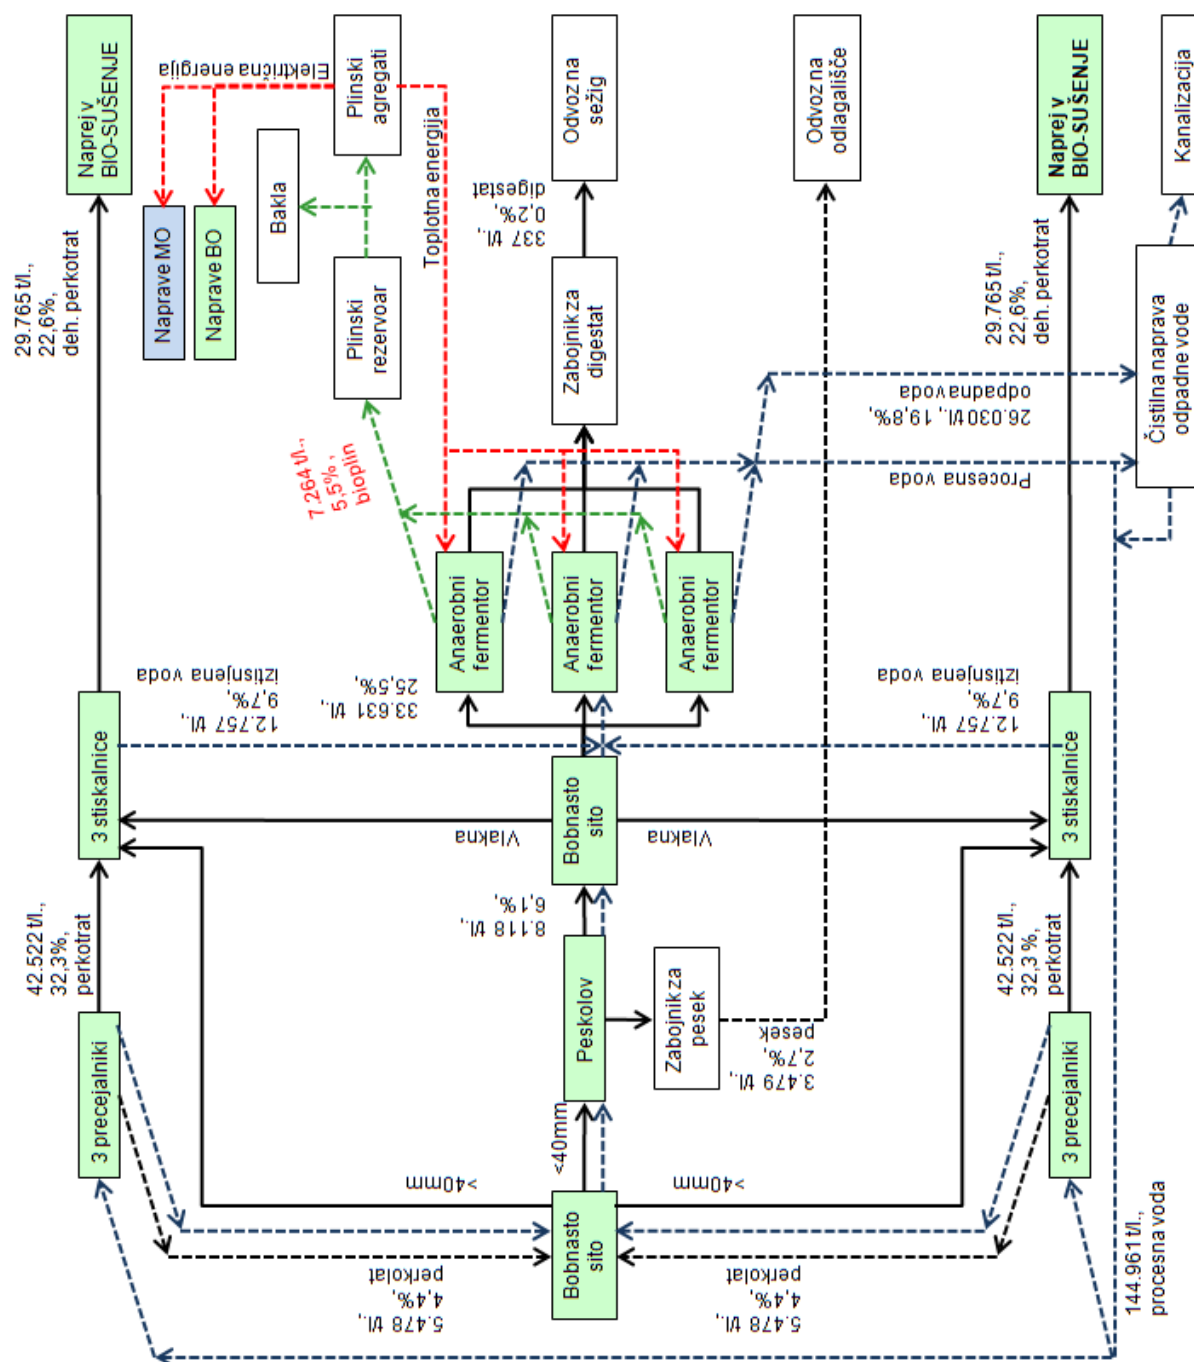 Naprej v
BIO-SUŠENJE
Električna energija
Plinski
agregati
Odvoz na
sežig
Odvoz na
odlagališče
Naprej v
BIO-SUŠENJE
Kanalizacija
Naprave MO
Naprave BO
Bakla
Toplotna energija
29.765 t/l.,
22,6%,
deh. perkotrat
Plinski
rezervoar
337 t/l.,
0,2%,
digestat
Zabojnik za
digestat
29.765 t/l.,
22,6%,
deh. perkotrat
Čistilna naprava
odpadne vode
26.030 t/l., 19,8%,
odpadna voda
Procesna voda
7.264 t/l.,
5,5% ,
bioplin
Anaerobni
fermentor
Anaerobni
fermentor
Anaerobni
fermentor
12.757 t/l.,
9,7%,
iztisnjena voda
33.631 t/l.,
25,5%,
12.757 t/l.,
9,7%,
iztisnjena voda
3 stiskalnice
Vlakna
Bobnasto
sito
Vlakna
3 stiskalnice
42.522 t/l.,
32,3%,
perkotrat
8.118 t/l.,
6,1%,
42.522 t/l.,
32,3 %,
perkotrat
Peskolov
Zabojnik za
pesek
3.479 t/l.,
2,7%,
pesek
3 precejalniki
>40mm
<40mm
>40mm
3 precejalniki
Bobnasto
sito
5.478 t/l.,
4,4%,
perkolat
5.478 t/l.,
4,4%,
perkolat
144.961 t/l.,
procesna voda